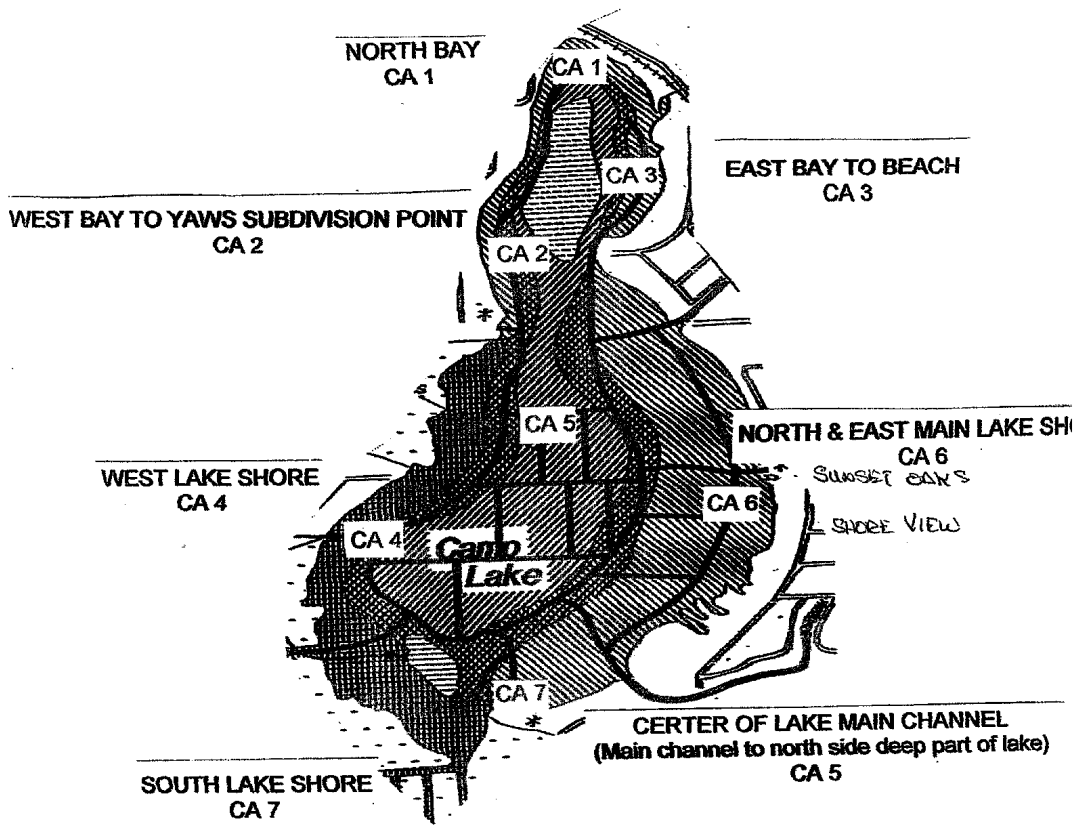 NORTH BAY
CA 1
CA 1
EAST BAY TO BEACH
CA 3
CA 3
WEST BAY TO YAWS SUBDIVISION POINT
CA 2
CA 2
CA 5
NORTH & EAST MAIN LAKE SHO
CA 6
SUNSET OAKS
WEST LAKE SHORE
CA 4
CA 6
SHORE VIEW
CA 4
Camp
Lake
CA 7
CERTER OF LAKE MAIN CHANNEL
(Main channel to north side deep part of lake)
CA 5
SOUTH LAKE SHORE
CA 7